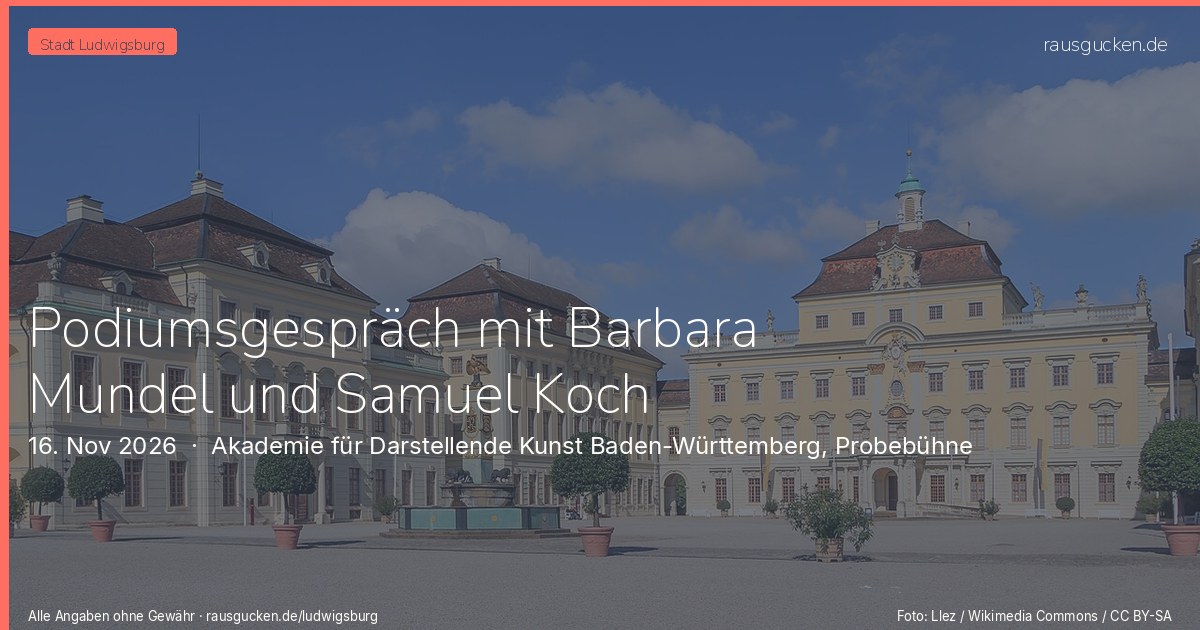 Stadt Ludwigsburg
rausgucken.de
Podiumsgespräch mit Barbara
Mundel und Samuel Koch
16. Nov 2026 · Akademie für Darstellende Kunst Baden-Württemberg, Probebühne
Alle Angaben ohne Gewähr · rausgucken.de/ludwigsburg
Foto: Llez / Wikimedia Commons / CC BY-SA